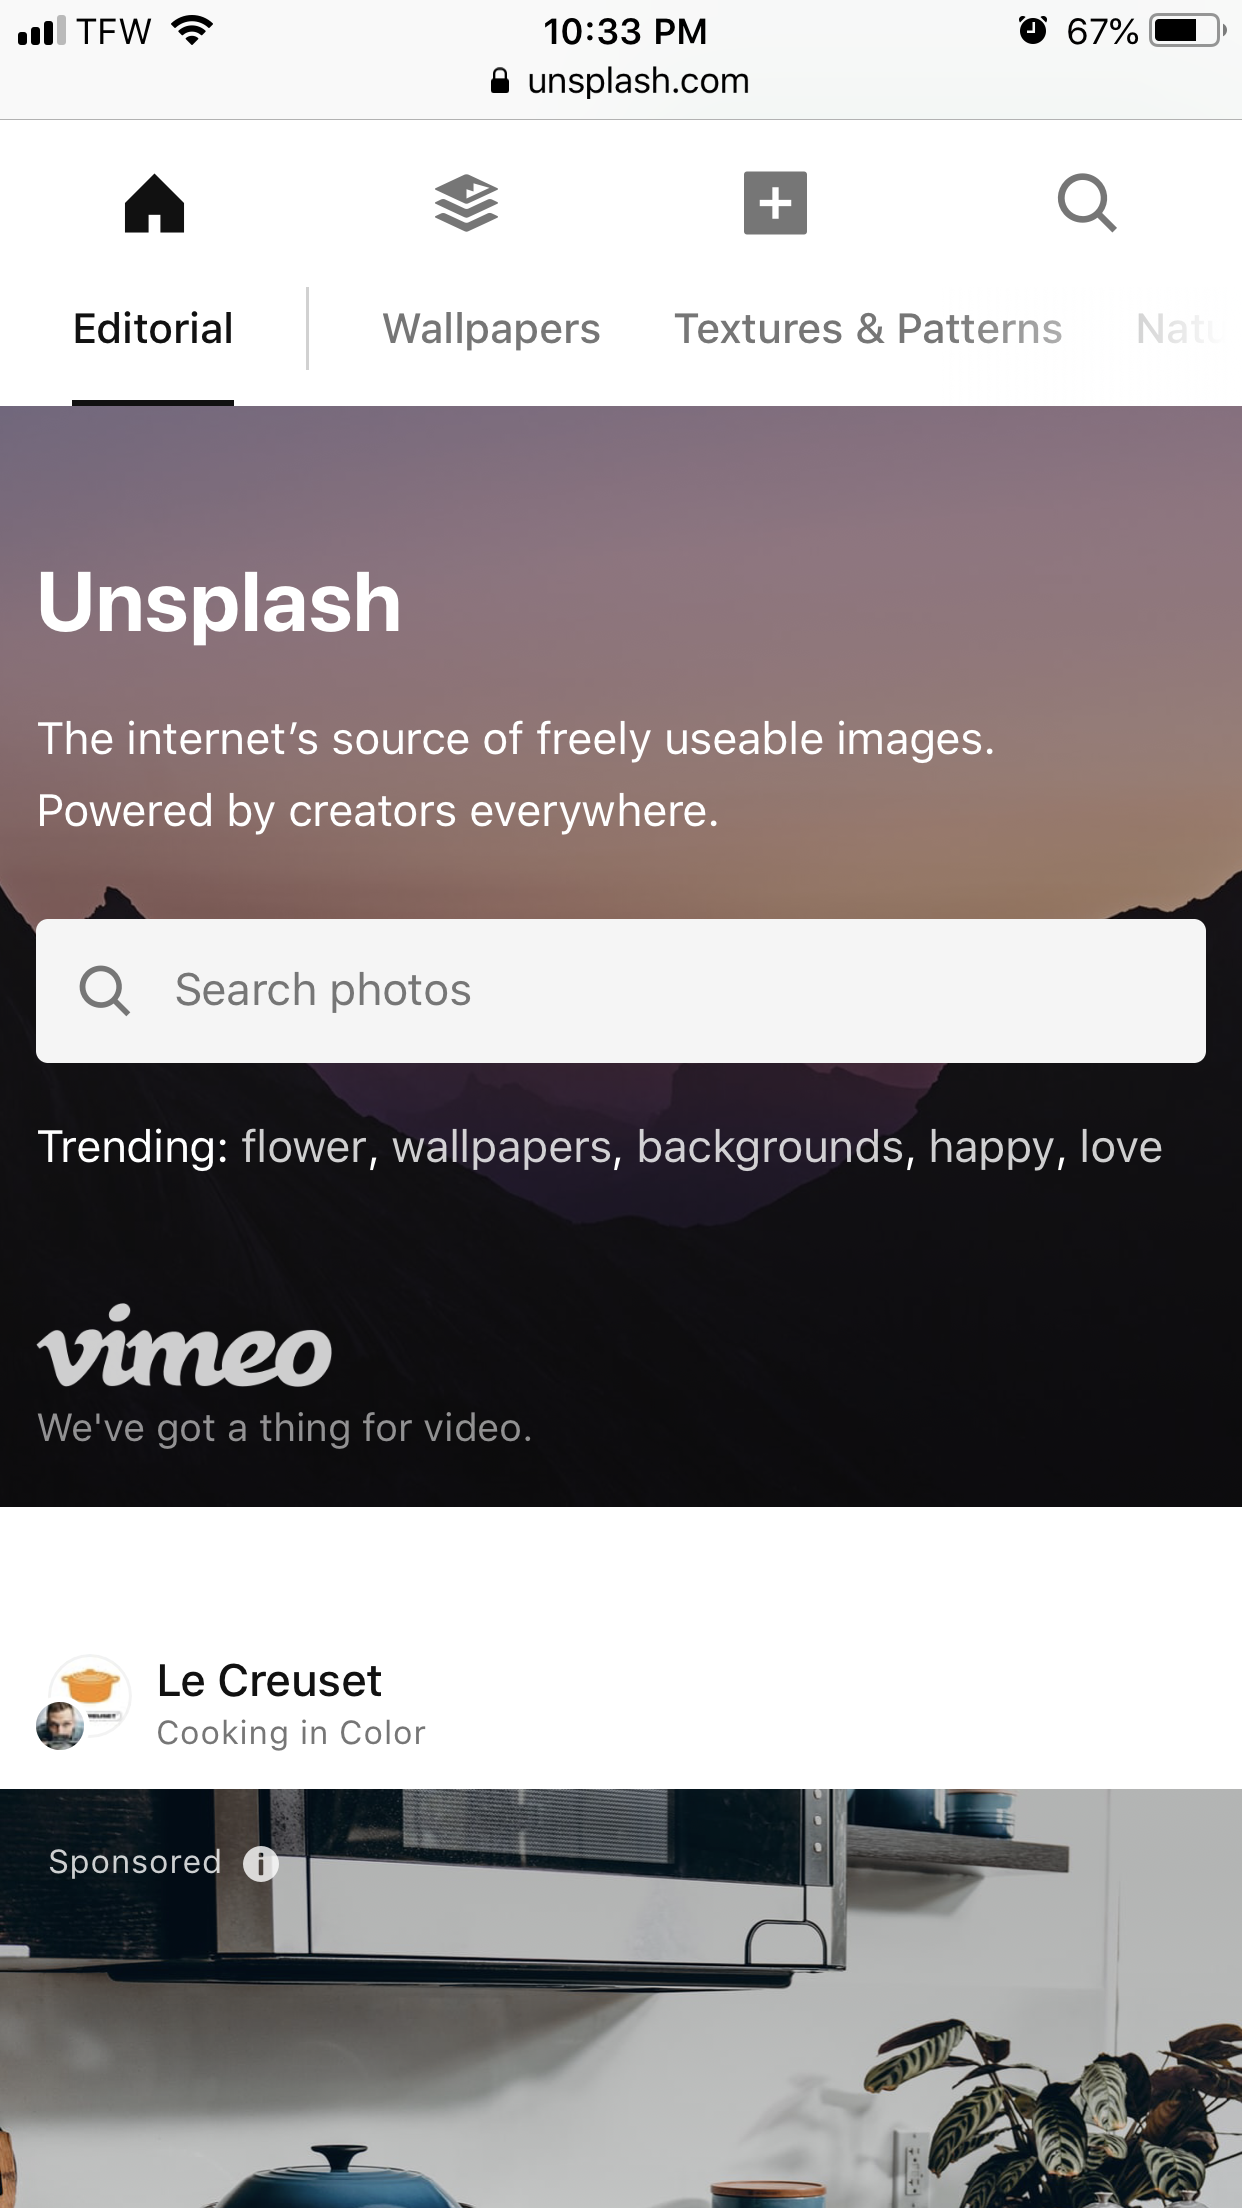 TFW 10:33 PM 67%
unsplash.com
Editorial Wallpapers Textures & Patterns Natu
Unsplash
The internet’s source of freely useable images.
Powered by creators everywhere.
Search photos
Trending: flower, wallpapers, backgrounds, happy, love
vimeo
We've got a thing for video.
Le Creuset
Cooking in Color
Sponsored